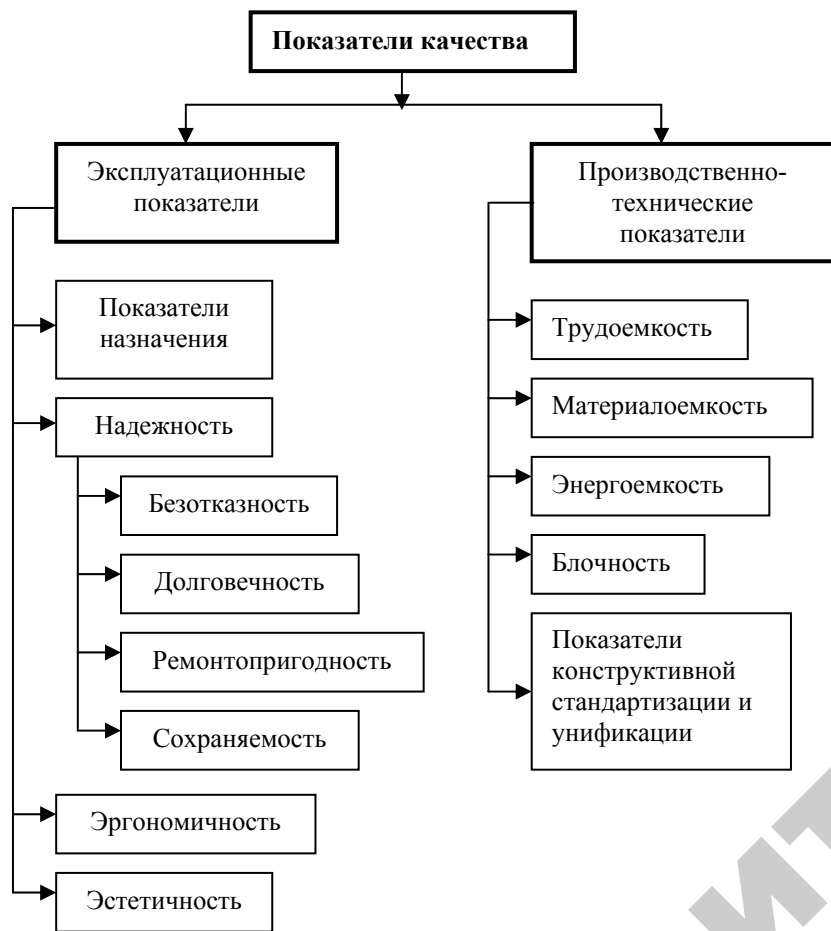 Показатели качества
Эксплуатационные
показатели
Производственно-
технические
показатели
Показатели
назначения
Надежность
Безотказность
Долговечность
Ремонтопригодность
Сохраняемость
Эргономичность
Эстетичность
Трудоемкость
Материалоемкость
Энергоемкость
Блочность
Показатели
конструктивной
стандартизации и
унификации